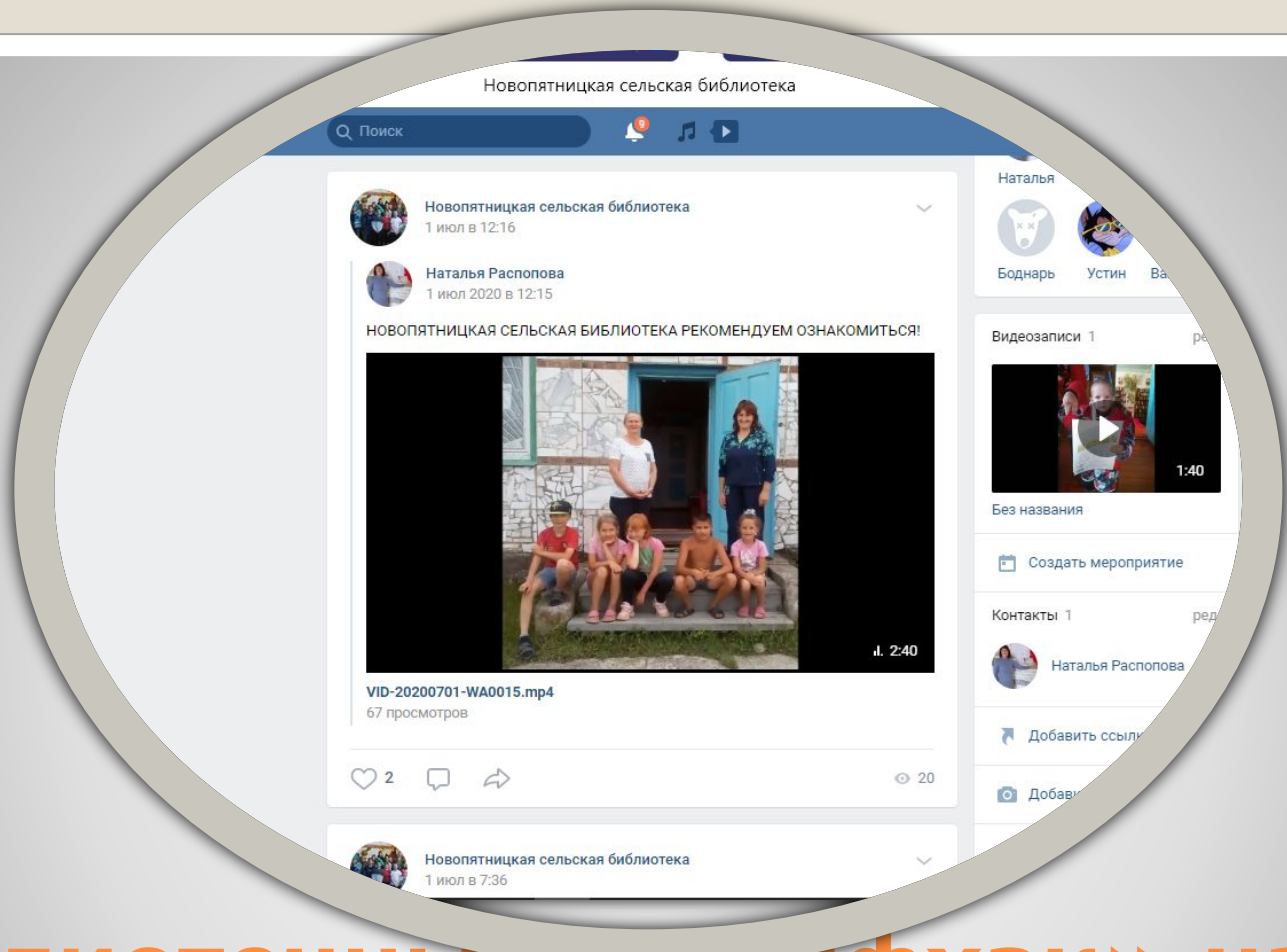 Новопятницкая сельская библиотека
Поиск
9
Новопятницкая сельская библиотека
1 июл в 12:16
Наталья Распопова
1 июл 2020 в 12:15
НОВОПЯТНИЦКАЯ СЕЛЬСКАЯ БИБЛИОТЕКА РЕКОМЕНДУЕМ ОЗНАКОМИТЬСЯ!
2:40
VID-20200701-WA0015.mp4
67 просмотров
2
20
Новопятницкая сельская библиотека
1 июл в 7:36
Наталья
Боднарь Устин
Видеозаписи 1
1:40
Без названия
Создать мероприятие
Контакты 1
Наталья Распопова
Добавить